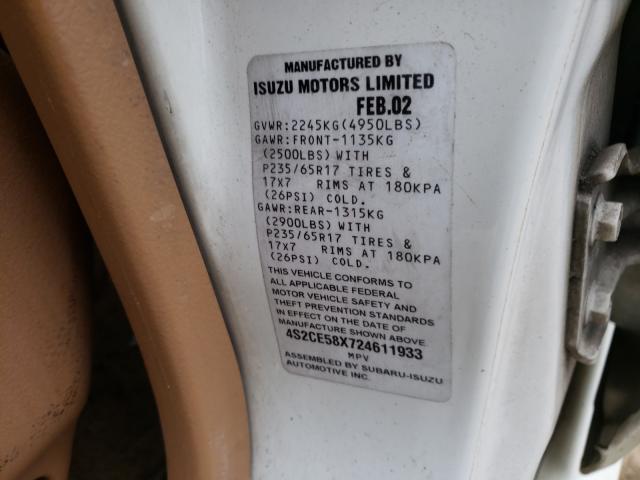 MANUFACTURED BY
ISUZU MOTORS LIMITED
FEB.02
GVWR:2245KG(4950LBS)
GAWR:FRONT-1135KG
(2500LBS) WITH
P235/65R17 TIRES &
17X7 RIMS AT 180KPA
(26PSI) COLD.
GAWR:REAR-1315KG
(2900LBS) WITH
P235/65R17 TIRES &
17X7 RIMS AT 180KPA
(26PSI) COLD.
THIS VEHICLE CONFORMS TO
ALL APPLICABLE FEDERAL
MOTOR VEHICLE SAFETY AND
THEFT PREVENTION STANDARDS
IN EFFECT ON THE DATE OF
MANUFACTURE SHOWN ABOVE.
4S2CE58X724611933
MPV
ASSEMBLED BY SUBARU-ISUZU
AUTOMOTIVE INC.